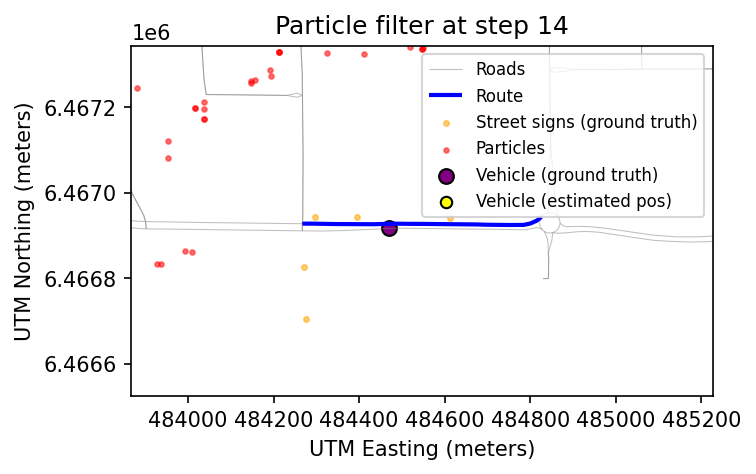 Particle filter at step 14
1e6
Roads
Route
Street signs (ground truth)
Particles
Vehicle (ground truth)
Vehicle (estimated pos)
UTM Northing (meters)
6.4672
6.4670
6.4668
6.4666
484000 484200 484400 484600 484800 485000 485200
UTM Easting (meters)